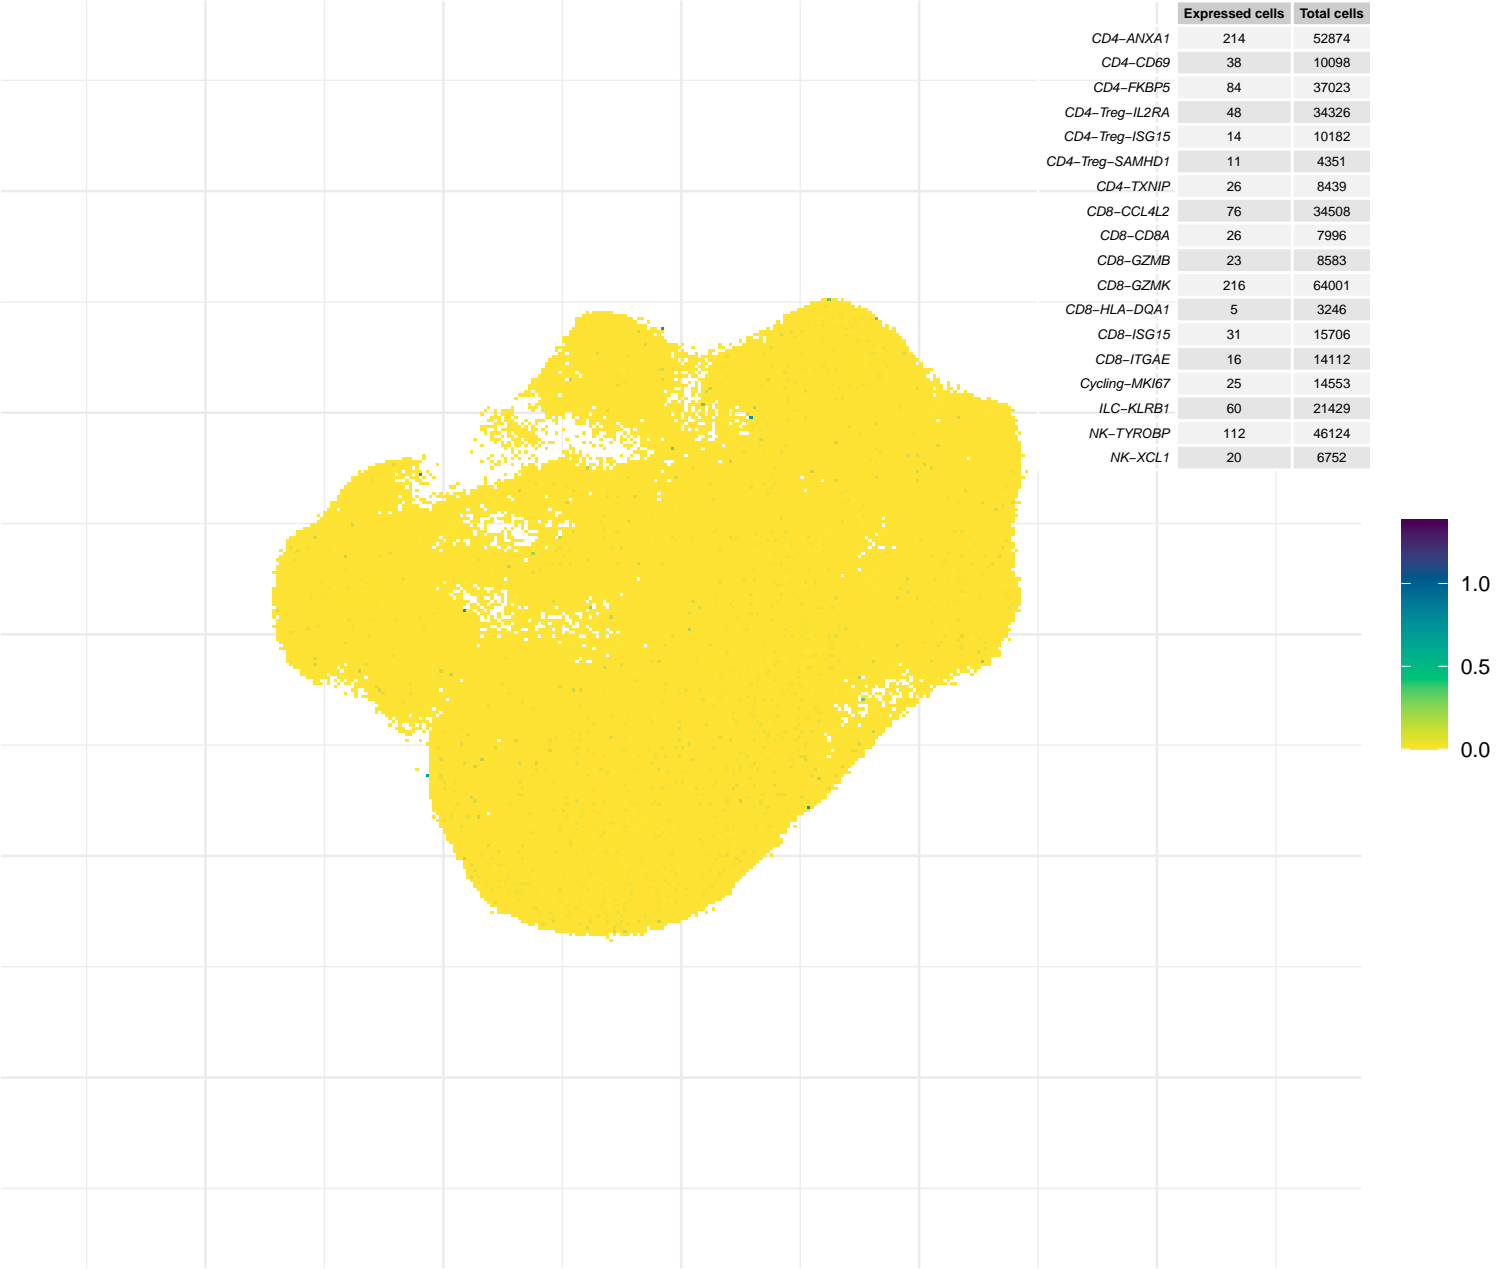 Expressed cells Total cells
CD4−ANXA1 214 52874
CD4−CD69 38 10098
CD4−FKBP5 84 37023
CD4−Treg−IL2RA 48 34326
CD4−Treg−ISG15 14 10182
CD4−Treg−SAMHD1 11 4351
CD4−TXNIP 26 8439
CD8−CCL4L2 76 34508
CD8−CD8A 26 7996
CD8−GZMB 23 8583
CD8−GZMK 216 64001
CD8−HLA−DQA1 5 3246
CD8−ISG15 31 15706
CD8−ITGAE 16 14112
Cycling−MKI67 25 14553
ILC−KLRB1 60 21429
NK−TYROBP 112 46124
NK−XCL1 20 6752
1.0
0.5
0.0